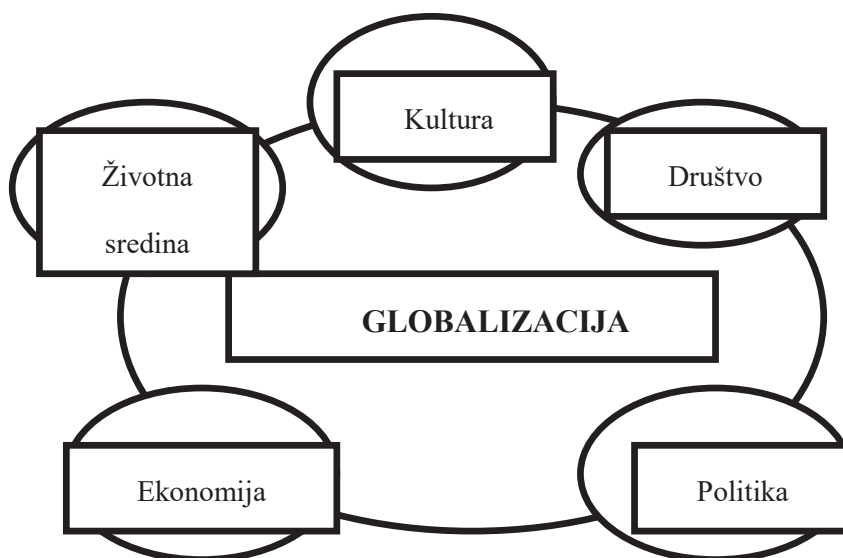 Kultura
Životna
sredina
Društvo
GLOBALIZACIJA
Ekonomija
Politika